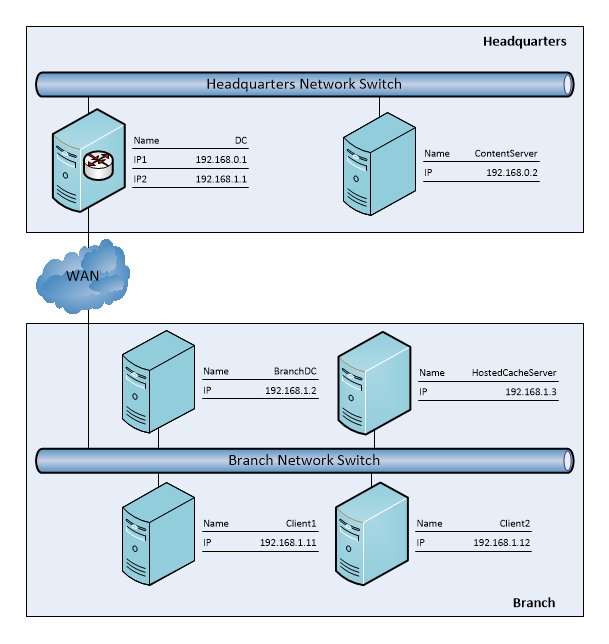 Headquarters
Headquarters Network Switch
Name DC
IP1 192.168.0.1
IP2 192.168.1.1
Name ContentServer
IP 192.168.0.2
WAN
Name BranchDC
IP 192.168.1.2
Name HostedCacheServer
IP 192.168.1.3
Branch Network Switch
Name Client1
IP 192.168.1.11
Name Client2
IP 192.168.1.12
Branch